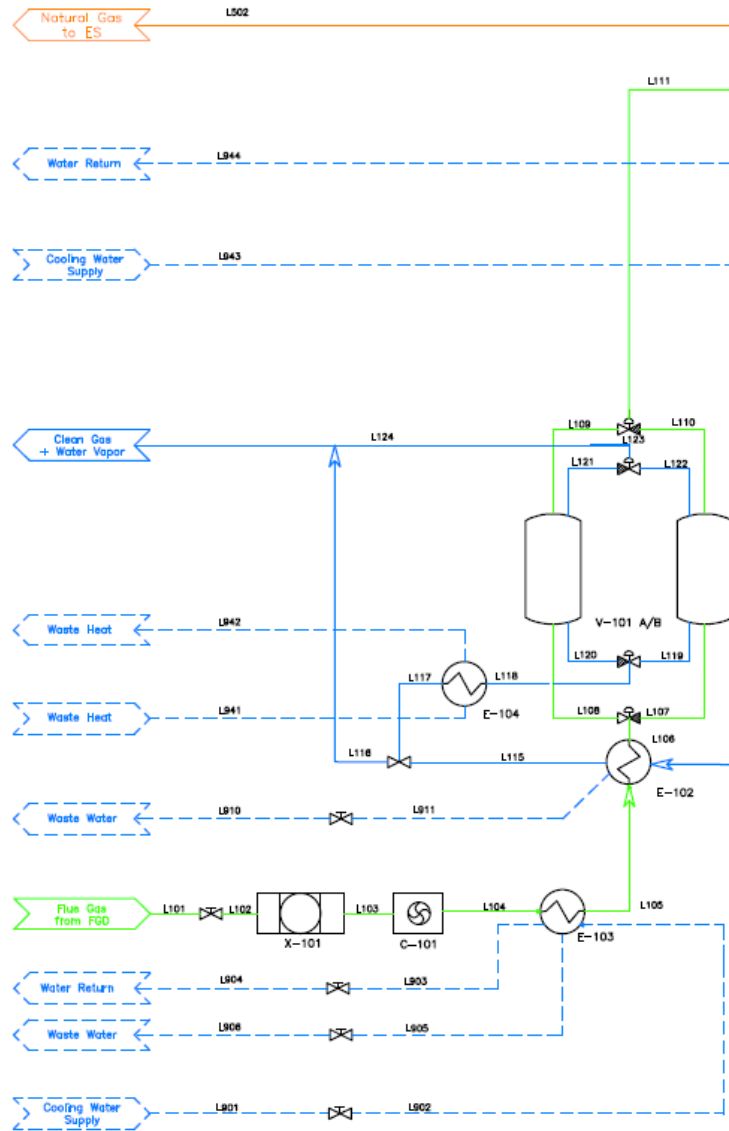 L502
Natural Gas
to ES
L111
L944
Water Return
L943
Cooling Water
Supply
L109
L110
L124
L123
Clean Gas
+ Water Vapor
L121
L122
V-101 A/B
L942
Waste Heat
L120
L119
L117
L118
L941
Waste Heat
E-104
L108
L107
L106
L116
L115
E-102
L910
L911
Waste Water
Flue Gas
from FGD
L101
L102
L103
L104
L105
X-101
C-101
E-103
L904
L903
Water Return
L906
L905
Waste Water
L901
L902
Cooling Water
Supply